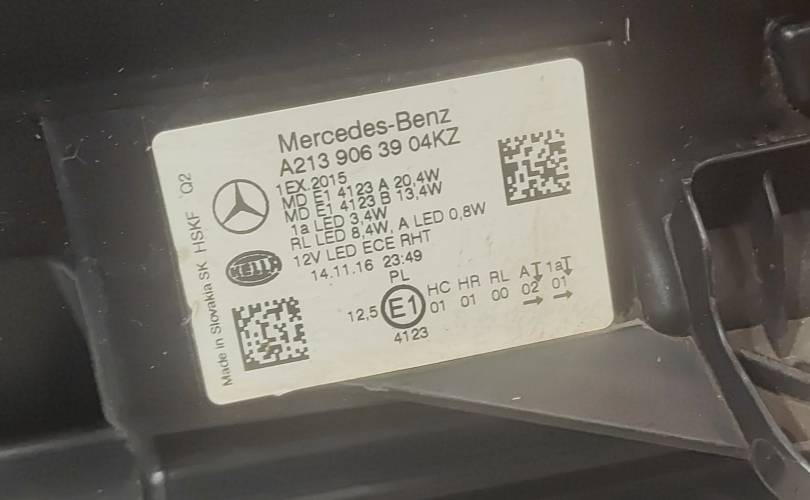 Mercedes-Benz
A213 906 39 04KZ
1EX.2015
MD E1 4123 A 20,4W
MD E1 4123 B 13,4W
1a LED 3,4W
RL LED 8,4W, A LED 0,8W
12V LED ECE RHT
14.11.16 23:49
PL
HC HR RL A 1a
12,5 E1 01 01 00 02 01
4123
HELLA
Made in Slovakia SK HSKF Q2